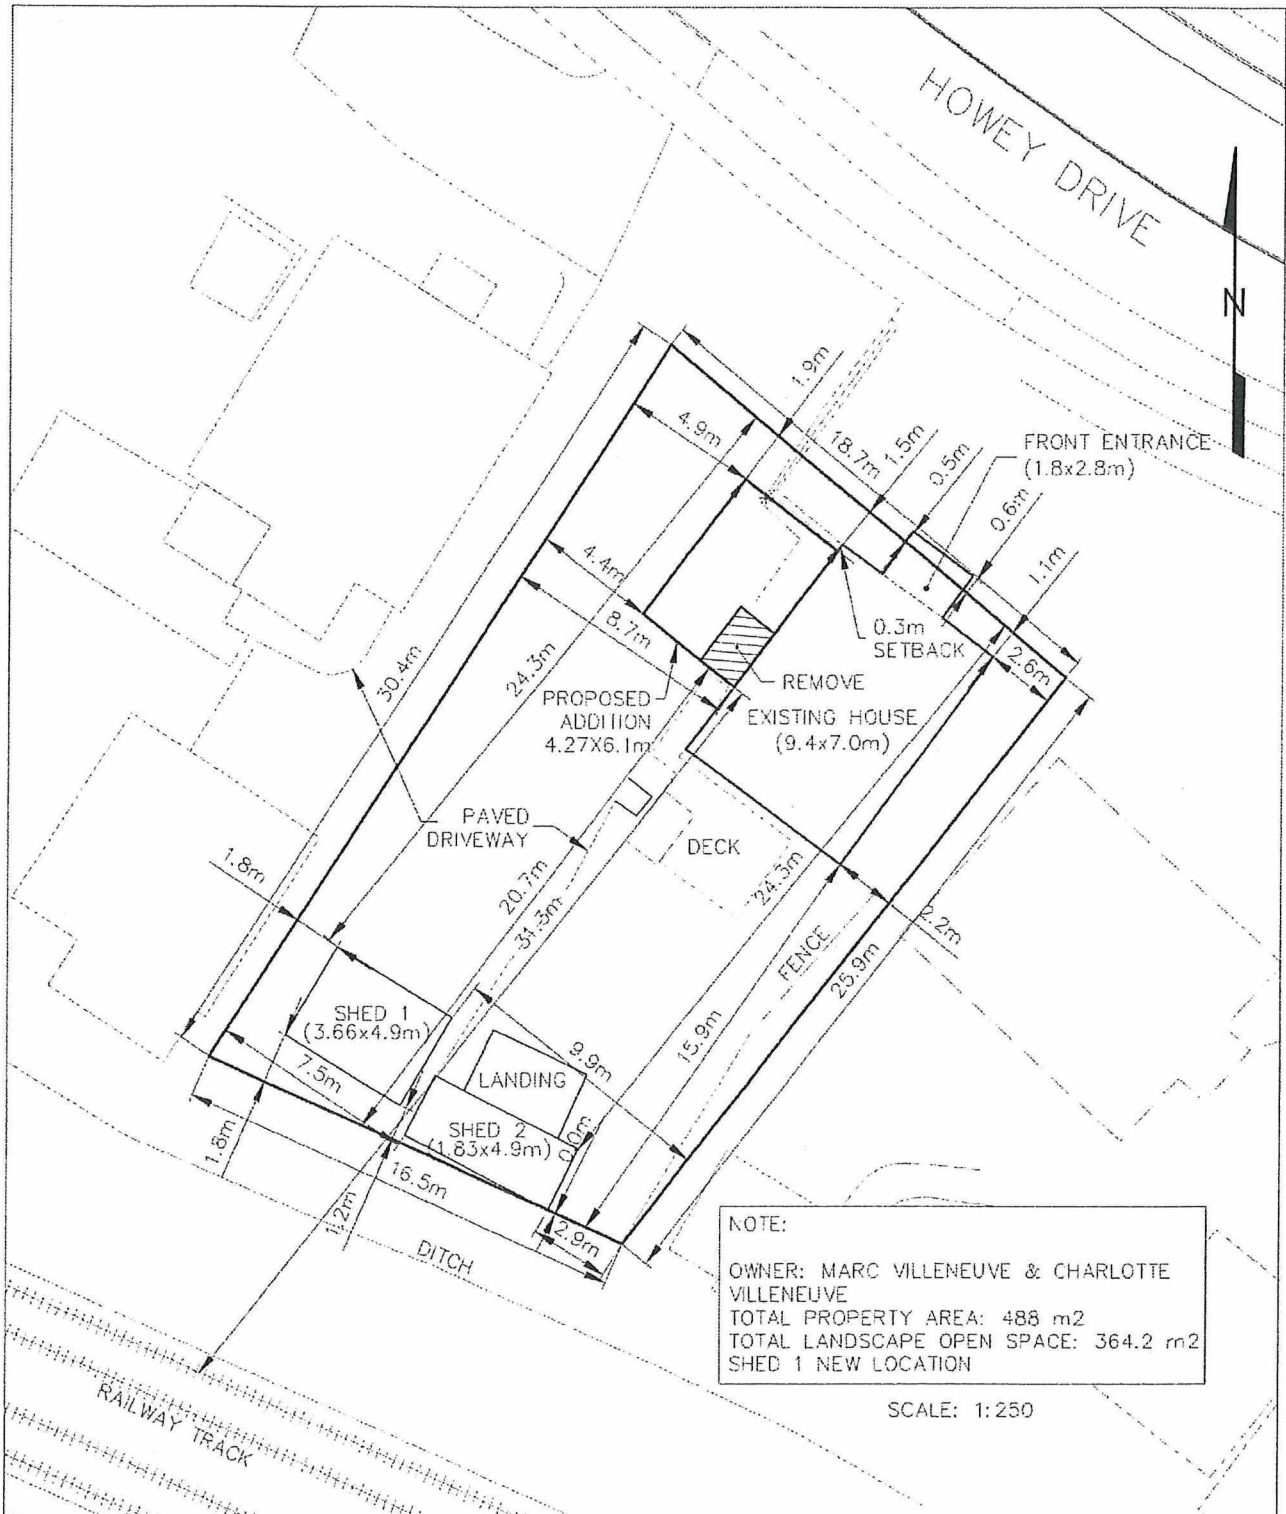 HOWEY DRIVE
N
1.9m
4.9m
18.7m
1.5m
0.5m
FRONT ENTRANCE
(1.8x2.8m)
0.6m
1.1m
4.4m
8.7m
0.3m
SETBACK
2.6m
30.4m
24.3m
REMOVE
PROPOSED
ADDITION
4.27X6.1m
EXISTING HOUSE
(9.4x7.0m)
PAVED
DRIVEWAY
DECK
1.8m
20.7m
24.3m
2.2m
FENCE
25.9m
SHED 1
(3.66x4.9m)
9.9m
15.9m
7.5m
LANDING
SHED 2
(1.83x4.9m)
0.0m
1.8m
16.5m
1.2m
2.9m
DITCH
RAILWAY TRACK
NOTE:
OWNER: MARC VILLENEUVE & CHARLOTTE
VILLENEUVE
TOTAL PROPERTY AREA: 488 m2
TOTAL LANDSCAPE OPEN SPACE: 364.2 m2
SHED 1 NEW LOCATION
SCALE: 1:250